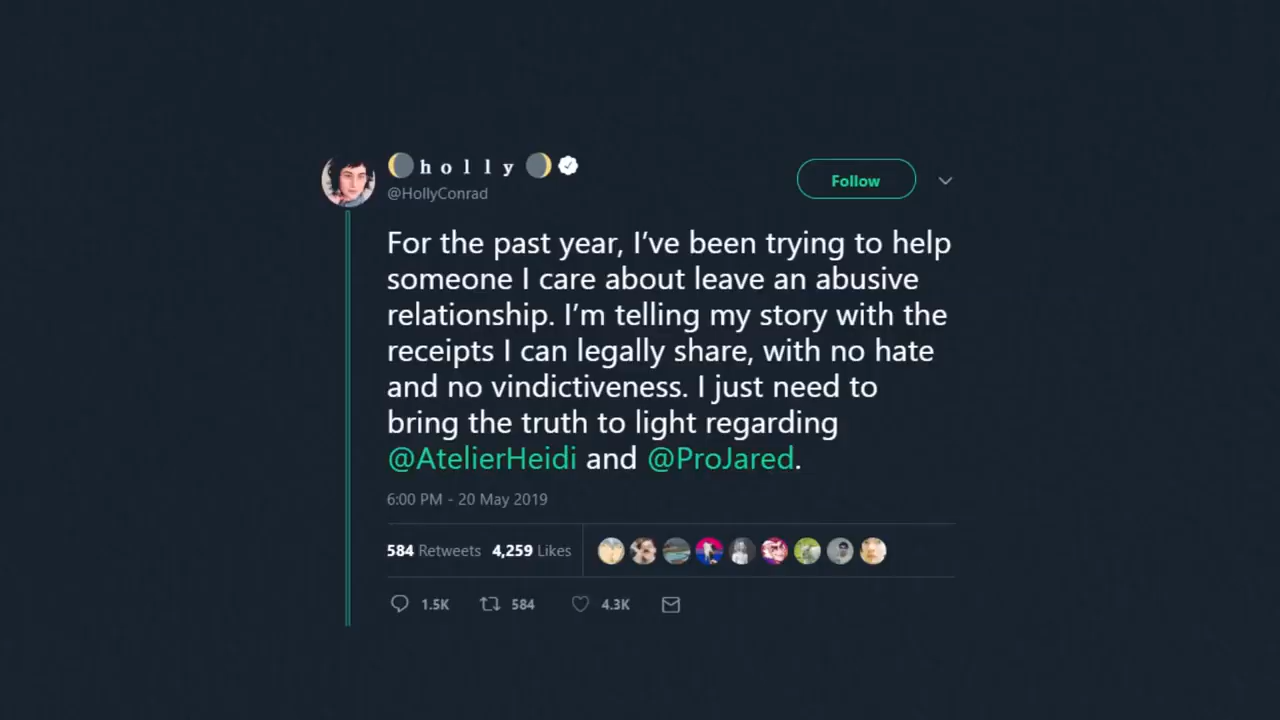 🌔 h o l l y 🌖
@HollyConrad
Follow
For the past year, I’ve been trying to help
someone I care about leave an abusive
relationship. I’m telling my story with the
receipts I can legally share, with no hate
and no vindictiveness. I just need to
bring the truth to light regarding
@AtelierHeidi and @ProJared.
6:00 PM - 20 May 2019
584 Retweets 4,259 Likes
1.5K 584 4.3K